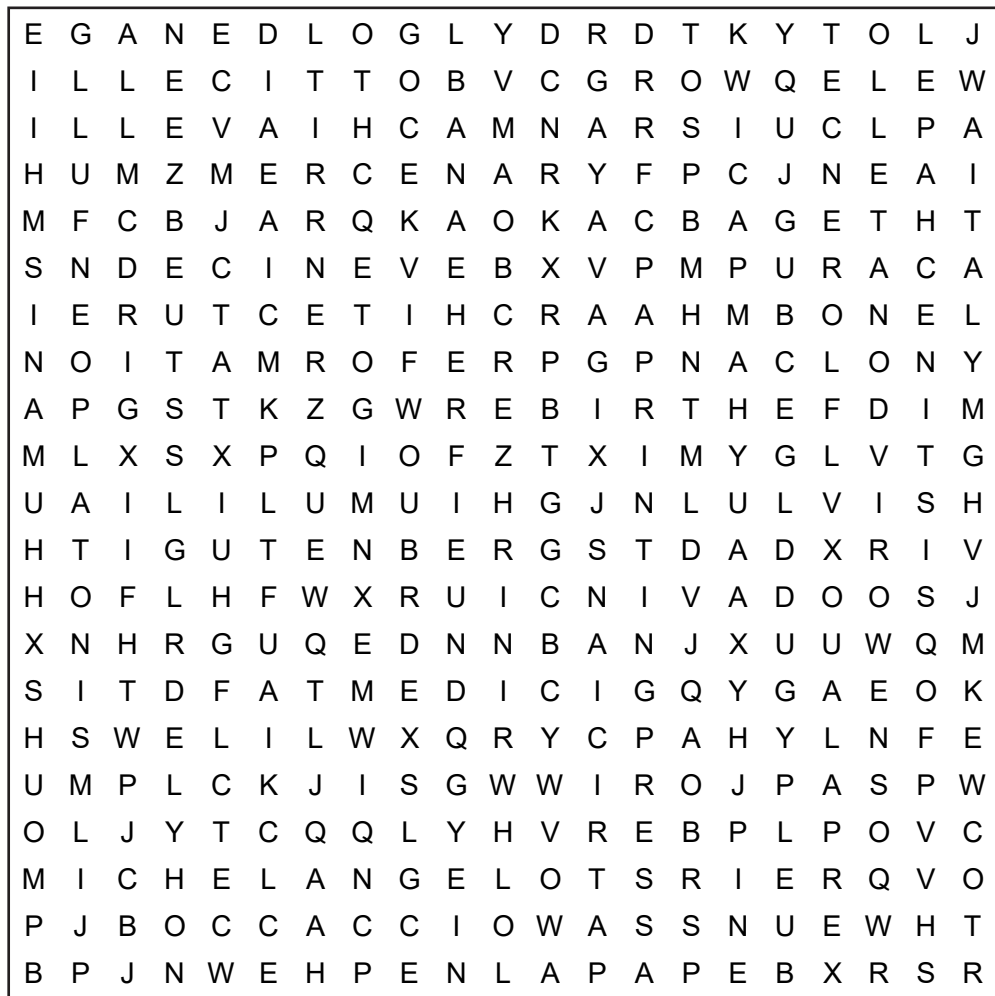 E G A N E D L O G L Y D R D T K Y T O L J
I L L E C I T T O B V C G R O W Q E L E W
I L L E V A I H C A M N A R S I U C L P A
H U M Z M E R C E N A R Y F P C J N E A I
M F C B J A R Q K A O K A C B A G E T H T
S N D E C I N E V E B X V P M P U R A C A
I E R U T C E T I H C R A A H M B O N E L
N O I T A M R O F E R P G P N A C L O N Y
A P G S T K Z G W R E B I R T H E F D I M
M L X S X P Q I O F Z T X I M Y G L V T G
U A I L I L U M U I H G J N L U L V I S H
H T I G U T E N B E R G S T D A D X R I V
H O F L H F W X R U I C N I V A D O O S J
X N H R G U Q E D N N B A N J X U U W Q M
S I T D F A T M E D I C I G Q Y G A E O K
H S W E L I L W X Q R Y C P A H Y L N F E
U M P L C K J I S G W W I R O J P A S P W
O L J Y T C Q Q L Y H V R E B P L P O V C
M I C H E L A N G E L O T S R I E R Q V O
P J B O C C A C C I O W A S S N U E W H T
B P J N W E H P E N L A P A P E B X R S R